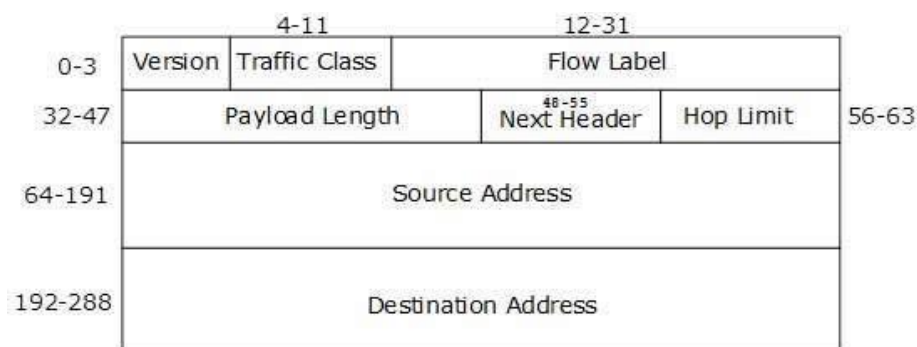 4-11 12-31
0-3 Version Traffic Class Flow Label
32-47 Payload Length 48-55 Next Header Hop Limit 56-63
64-191 Source Address
192-288 Destination Address